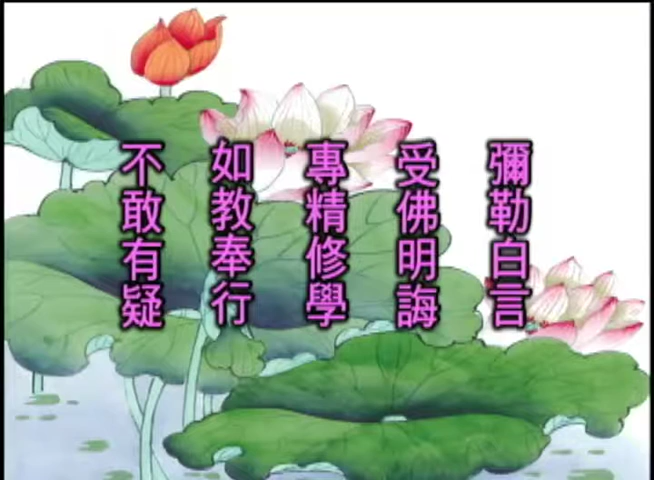 彌勒白言
受佛明誨
專精修學
如教奉行
不敢有疑